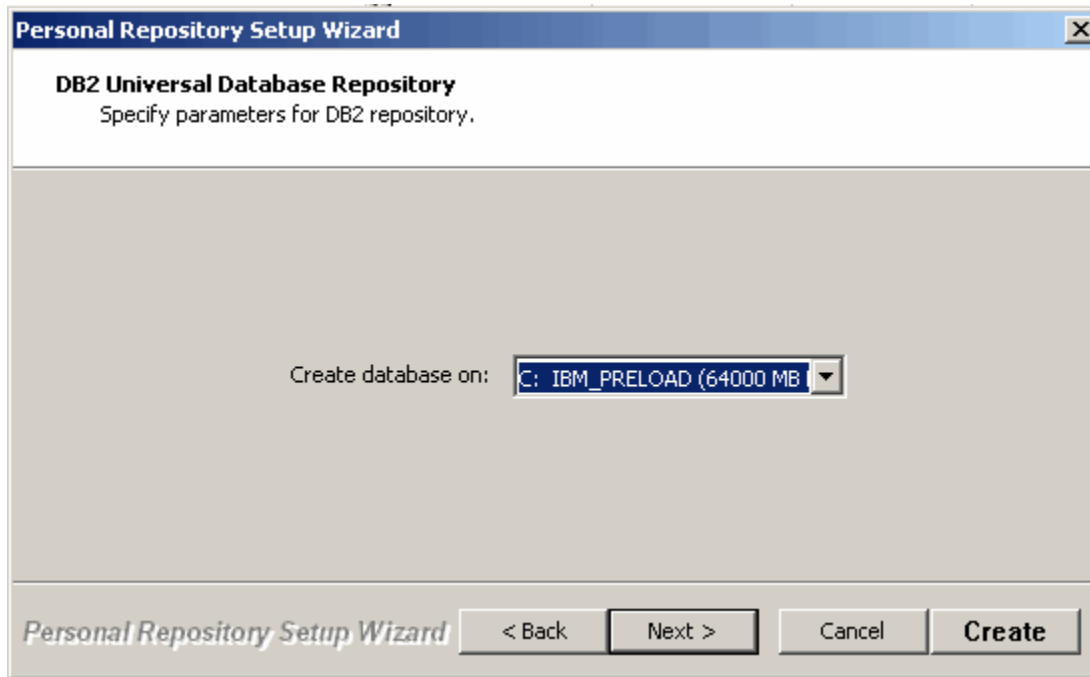 Personal Repository Setup Wizard
DB2 Universal Database Repository
Specify parameters for DB2 repository.
Create database on: C: IBM_PRELOAD (64000 MB
Personal Repository Setup Wizard < Back Next > Cancel Create